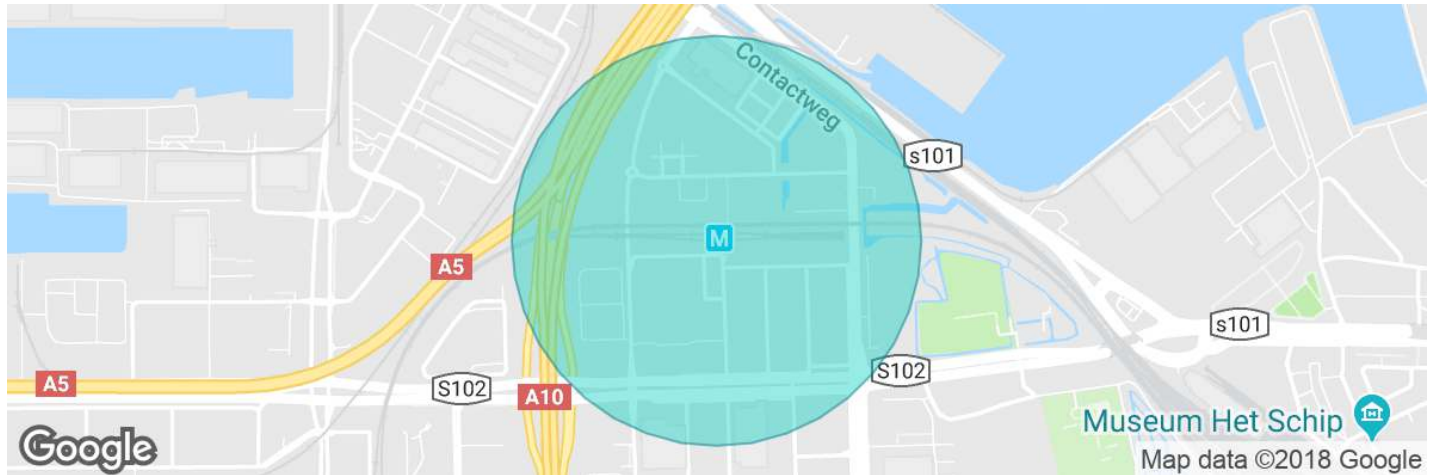 Contactweg
s101
M
A5
s101
S102
A5
S102
A10
Museum Het Schip
Google
Map data ©2018 Google